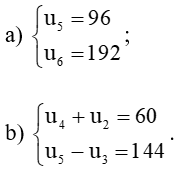 a) { u₅ = 96
u₆ = 192 ;
b) { u₄ + u₂ = 60
u₅ − u₃ = 144 .